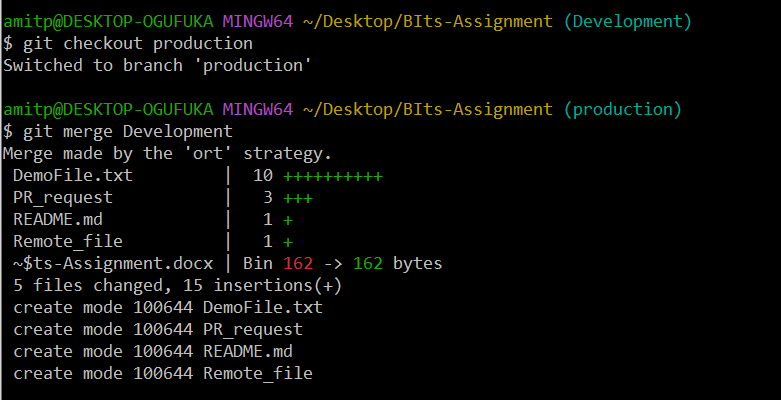 amitp@DESKTOP-OGUFUKA MINGW64 ~/Desktop/BIts-Assignment (Development)
$ git checkout production
Switched to branch 'production'
amitp@DESKTOP-OGUFUKA MINGW64 ~/Desktop/BIts-Assignment (production)
$ git merge Development
Merge made by the 'ort' strategy.
 DemoFile.txt         |  10 ++++++++++
 PR_request           |   3 +++
 README.md            |   1 +
 Remote_file          |   1 +
 ~$ts-Assignment.docx | Bin 162 -> 162 bytes
 5 files changed, 15 insertions(+)
 create mode 100644 DemoFile.txt
 create mode 100644 PR_request
 create mode 100644 README.md
 create mode 100644 Remote_file